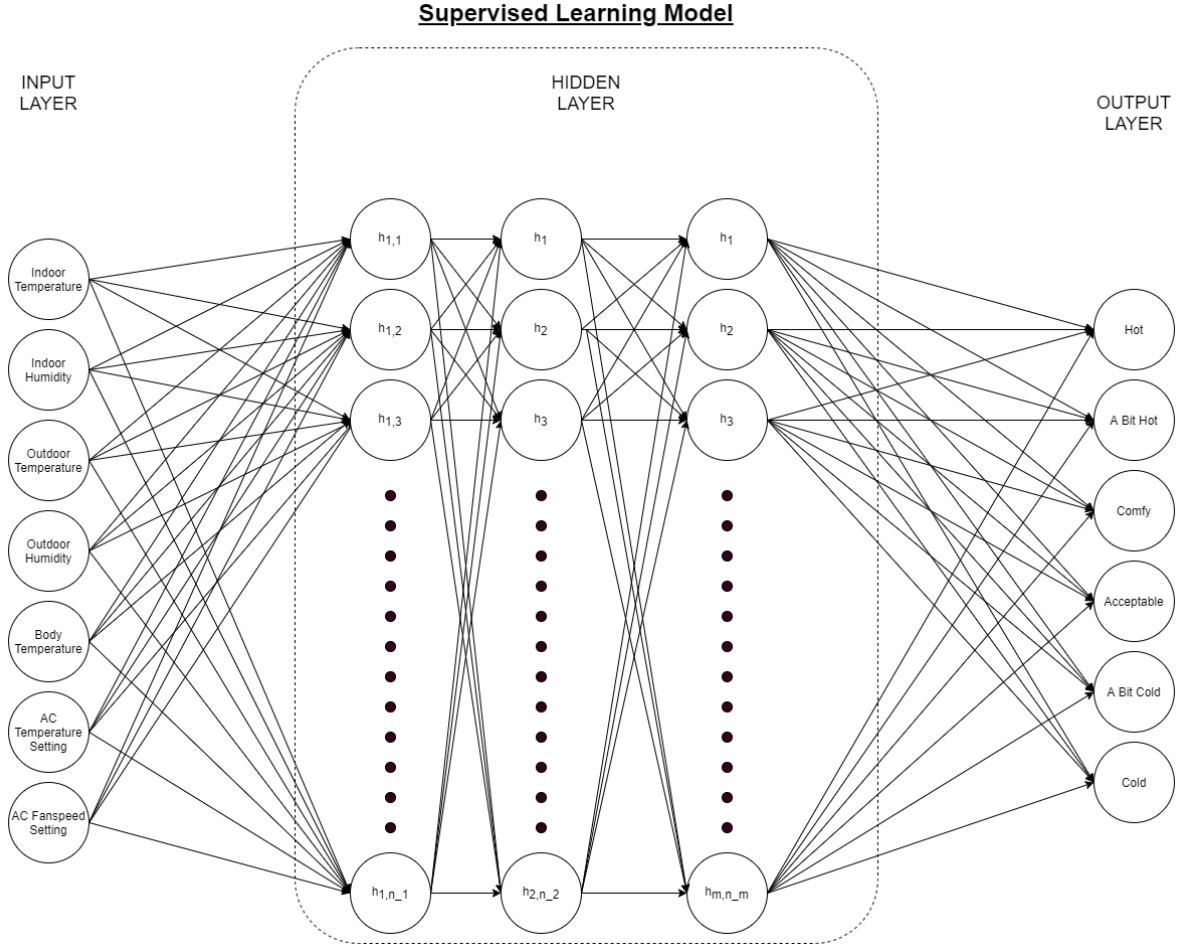 Supervised Learning Model
INPUT
LAYER
HIDDEN
LAYER
OUTPUT
LAYER
Indoor
Temperature
Indoor
Humidity
Outdoor
Temperature
Outdoor
Humidity
Body
Temperature
AC
Temperature
Setting
AC Fanspeed
Setting
h1,1
h1,2
h1,3
h1,n_1
h1
h2
h3
h2,n_2
h1
h2
h3
hm,n_m
Hot
A Bit Hot
Comfy
Acceptable
A Bit Cold
Cold